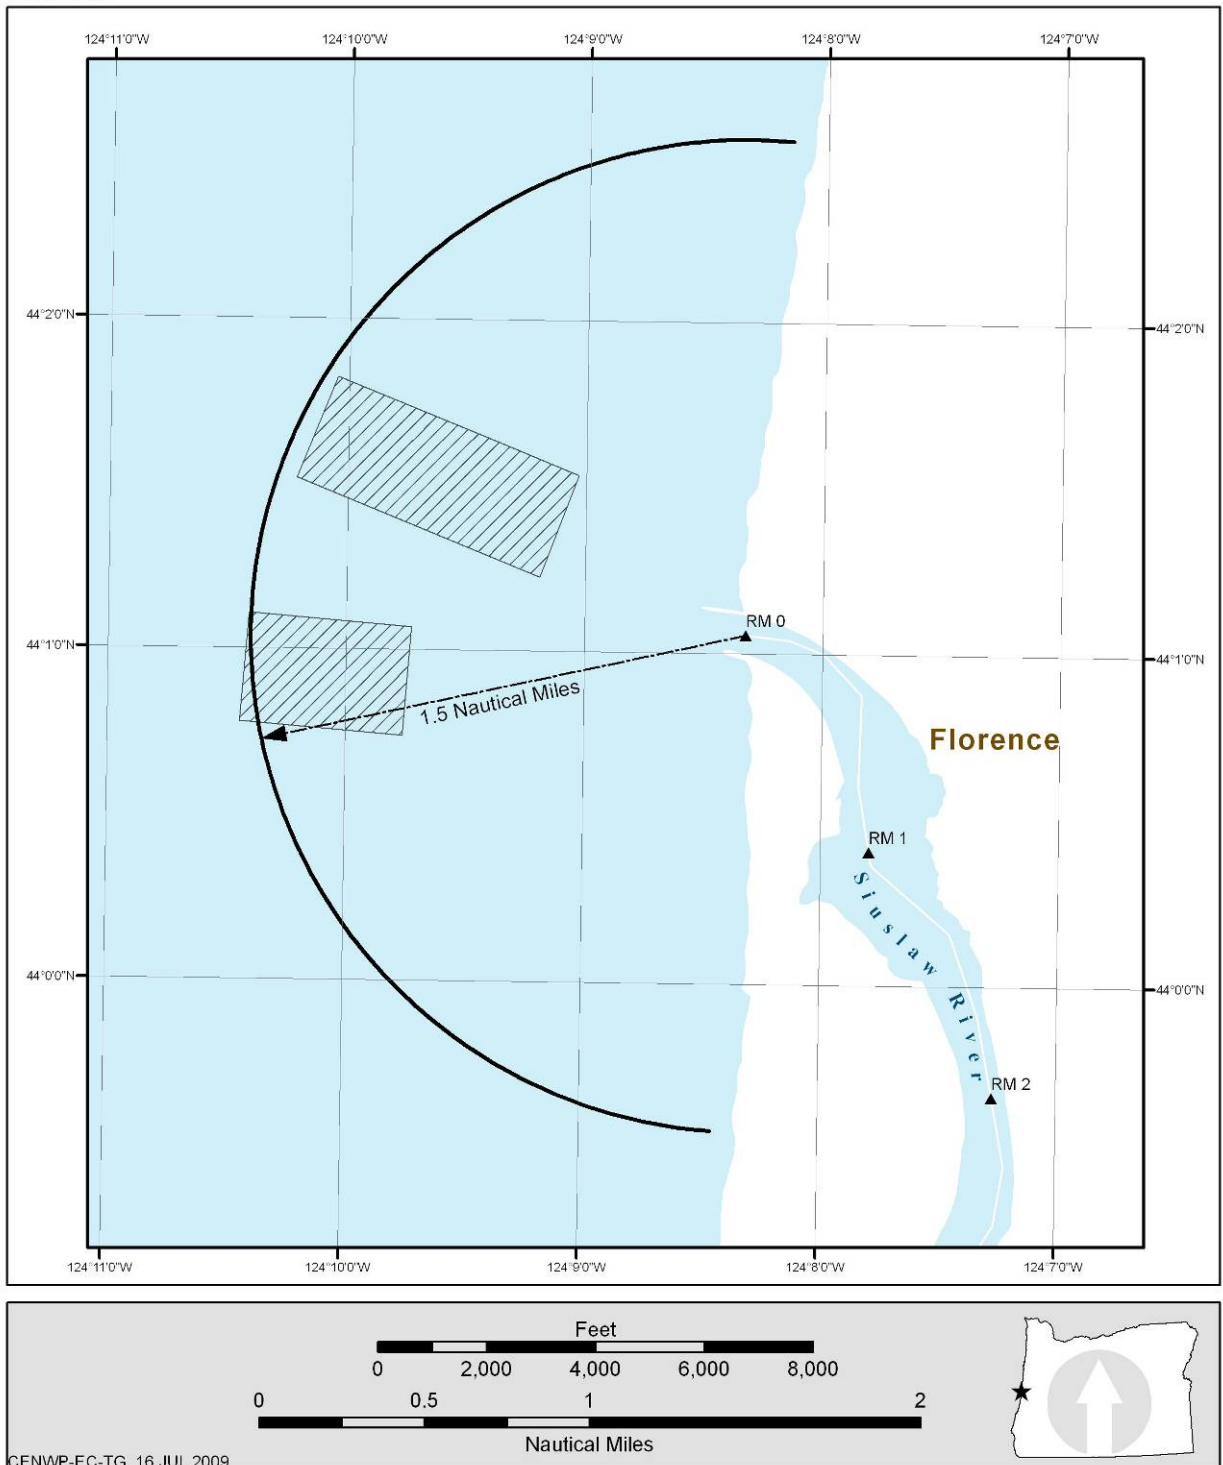 124°11'0"W 124°10'0"W 124°9'0"W 124°8'0"W 124°7'0"W
44°2'0"N 44°2'0"N
RM 0
44°1'0"N 44°1'0"N
1.5 Nautical Miles
Florence
RM 1
Siuslaw River
44°0'0"N 44°0'0"N
RM 2
124°11'0"W 124°10'0"W 124°9'0"W 124°8'0"W 124°7'0"W
Feet
0 2,000 4,000 6,000 8,000
0 0.5 1 2
Nautical Miles
CENWP-EC-TG 16 JUL 2009